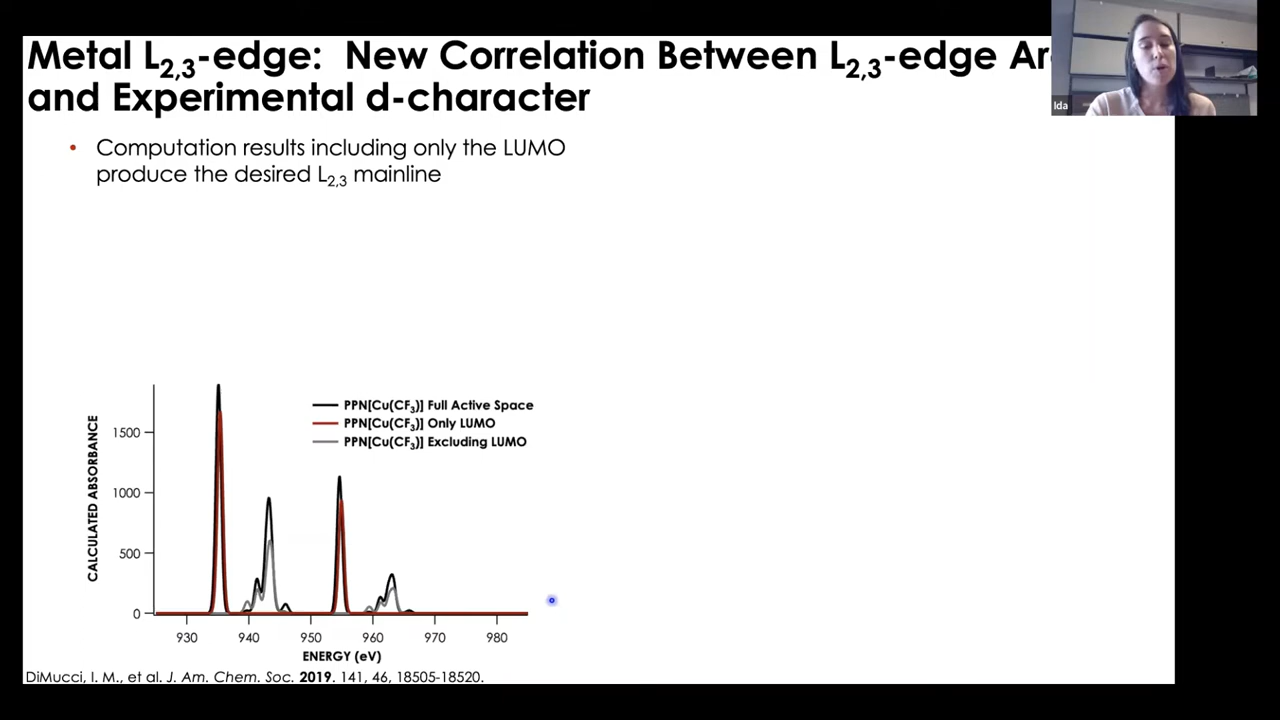 Metal L2,3-edge: New Correlation Between L2,3-edge Ar
and Experimental d-character
Ida
• Computation results including only the LUMO
produce the desired L2,3 mainline
PPN[Cu(CF3)] Full Active Space
PPN[Cu(CF3)] Only LUMO
PPN[Cu(CF3)] Excluding LUMO
CALCULATED ABSORBANCE
1500
1000
500
0
930 940 950 960 970 980
ENERGY (eV)
DiMucci, I. M., et al. J. Am. Chem. Soc. 2019. 141, 46, 18505-18520.